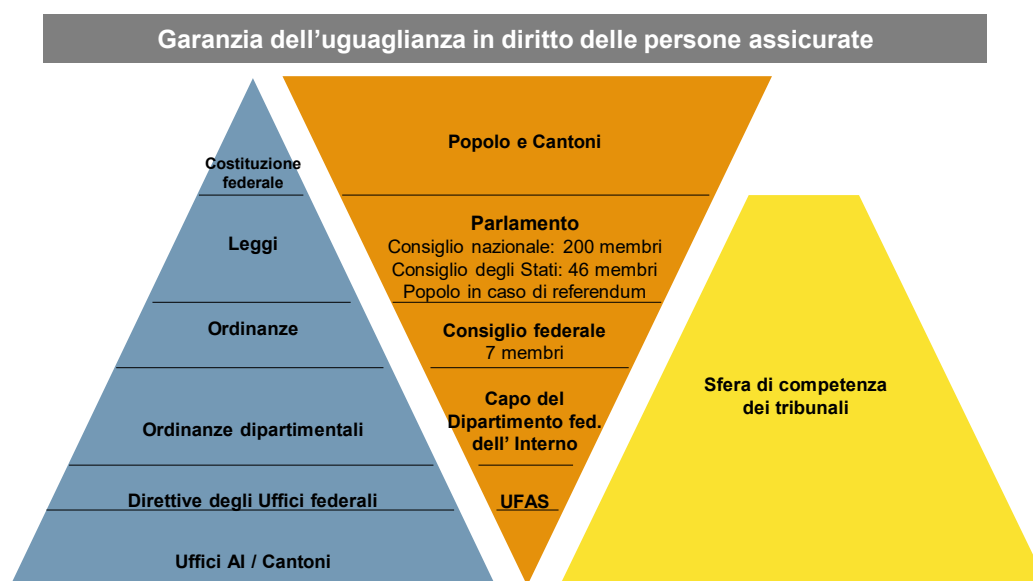 Garanzia dell’uguaglianza in diritto delle persone assicurate
Costituzione
federale
Leggi
Ordinanze
Ordinanze dipartimentali
Direttive degli Uffici federali
Uffici AI / Cantoni
Popolo e Cantoni
Parlamento
Consiglio nazionale: 200 membri
Consiglio degli Stati: 46 membri
Popolo in caso di referendum
Consiglio federale
7 membri
Capo del
Dipartimento fed.
dell’ Interno
UFAS
Sfera di competenza
dei tribunali